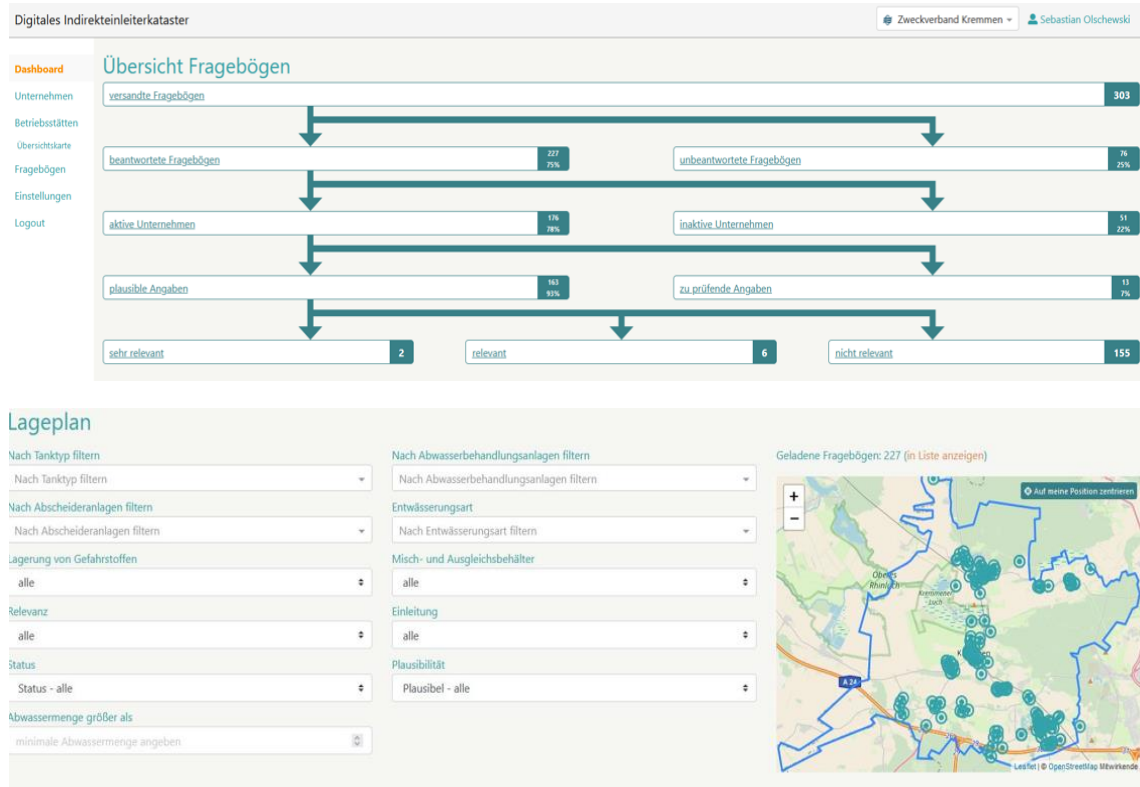 Digitales Indirekteinleiterkataster
Zweckverband Kremmen
Sebastian Olschewski
Dashboard
Unternehmen
Betriebsstätten
Übersichtskarte
Fragebögen
Einstellungen
Logout
Übersicht Fragebögen
versandte Fragebögen 303
beantwortete Fragebögen 227 75%
unbeantwortete Fragebögen 76 25%
aktive Unternehmen 176 78%
inaktive Unternehmen 51 22%
plausible Angaben 163 93%
zu prüfende Angaben 13 7%
sehr relevant 2
relevant 6
nicht relevant 155
Lageplan
Nach Tanktyp filtern
Nach Tanktyp filtern
Nach Abscheideranlagen filtern
Nach Abscheideranlagen filtern
Lagerung von Gefahrstoffen
alle
Relevanz
alle
Status
Status - alle
Abwassermenge größer als
minimale Abwassermenge angeben
Nach Abwasserbehandlungsanlagen filtern
Nach Abwasserbehandlungsanlagen filtern
Entwässerungsart
Nach Entwässerungsart filtern
Misch- und Ausgleichsbehälter
alle
Einleitung
alle
Plausibilität
Plausibel - alle
Geladene Fragebögen: 227 (in Liste anzeigen)
+
−
Auf meine Position zentrieren
Oberes
Rhinluch
Kremmener
Luch
A 24
Leaflet | © OpenStreetMap Mitwirkende